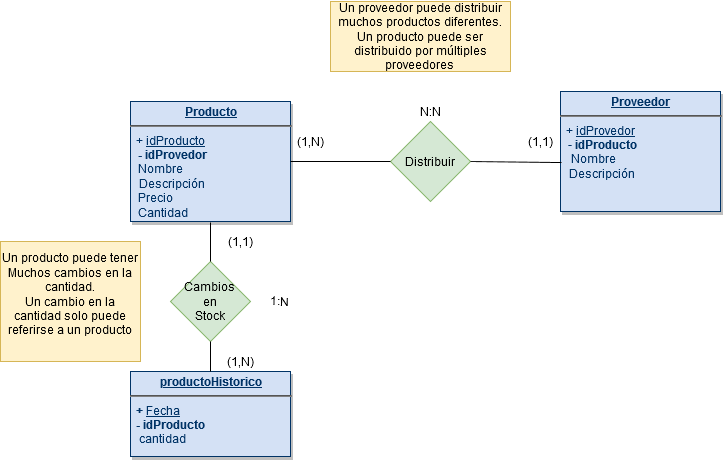 Un proveedor puede distribuir
muchos productos diferentes.
Un producto puede ser
distribuido por múltiples
proveedores
Producto
+ idProducto
- idProvedor
Nombre
Descripción
Precio
Cantidad
(1,N)
N:N
Distribuir
(1,1)
Proveedor
+ idProvedor
- idProducto
Nombre
Descripción
Un producto puede tener
Muchos cambios en la
cantidad.
Un cambio en la
cantidad solo puede
referirse a un producto
(1,1)
Cambios
en
Stock
1:N
(1,N)
productoHistorico
+ Fecha
- idProducto
cantidad